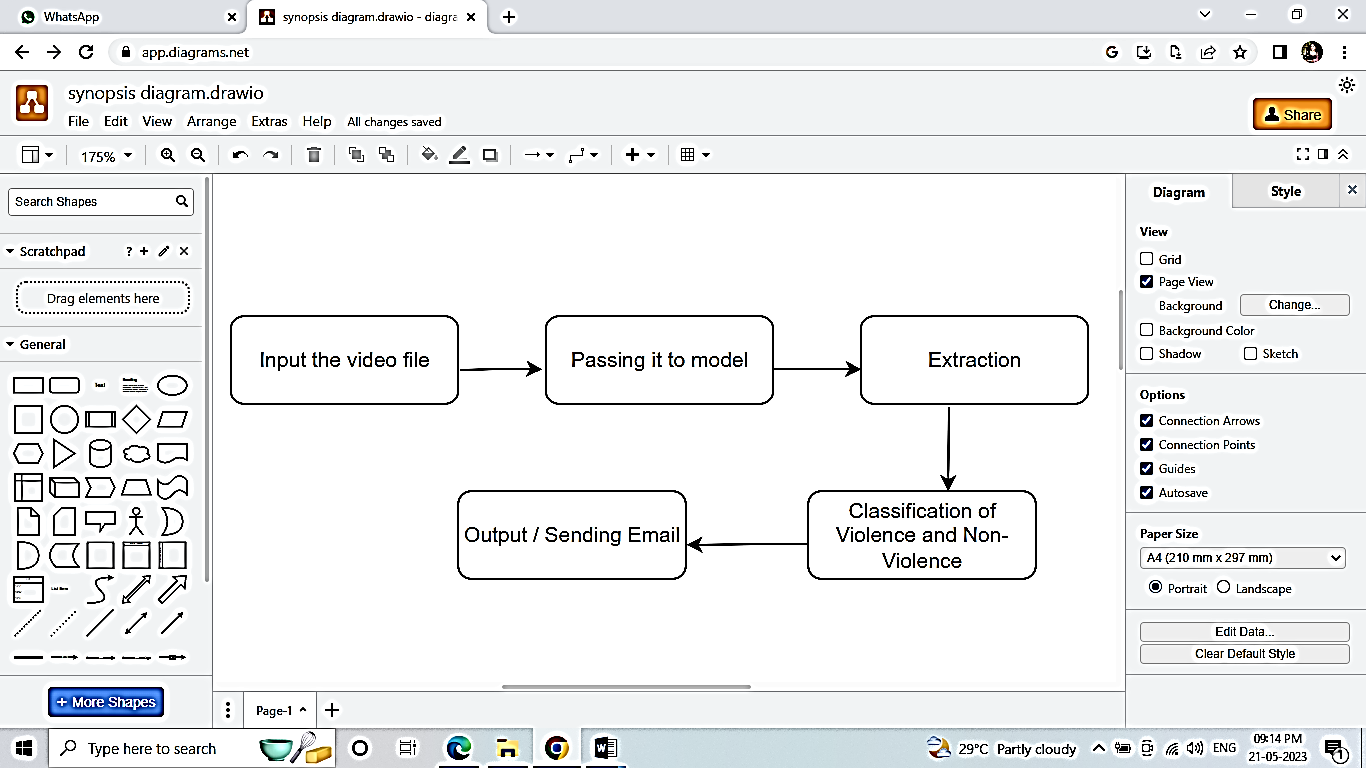 WhatsApp
synopsis diagram.drawio - diagra
app.diagrams.net
synopsis diagram.drawio
File Edit View Arrange Extras Help All changes saved
Share
175%
Search Shapes
Scratchpad
?
Drag elements here
General
Text
Heading
List Item
+ More Shapes
Input the video file
Passing it to model
Extraction
Classification of
Violence and Non-
Violence
Output / Sending Email
Page-1
Diagram
Style
View
Grid
Page View
Background
Change...
Background Color
Shadow
Sketch
Options
Connection Arrows
Connection Points
Guides
Autosave
Paper Size
A4 (210 mm x 297 mm)
Portrait
Landscape
Edit Data...
Clear Default Style
Type here to search
29°C Partly cloudy
ENG
09:14 PM
21-05-2023
1